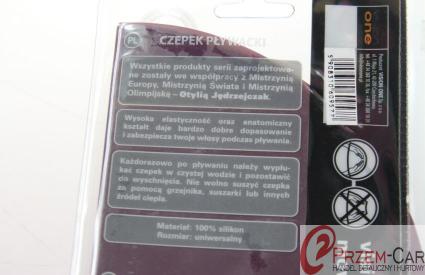 PL CZEPEK PŁYWACKI
Wszystkie produkty serii zaprojektowa-
ne zostały we współpracy z Mistrzynią
Europy, Mistrzynią Świata i Mistrzynią
Olimpijską – Otylią Jędrzejczak.
Wysoka elastyczność oraz anatomiczny
kształt daje bardzo dobre dopasowanie
i zabezpiecza twoje włosy podczas pływania.
Każdorazowo po pływaniu należy wypłu-
kać czepek w czystej wodzie i pozostawić
do wyschnięcia. Nie wolno suszyć czepka
za pomocą grzejnika, suszarki lub innych
źródeł ciepła.
Materiał: 100% silikon
Rozmiar: uniwersalny
one
PRZEM-CAR
HANDEL DETALICZNY I HURTOWY